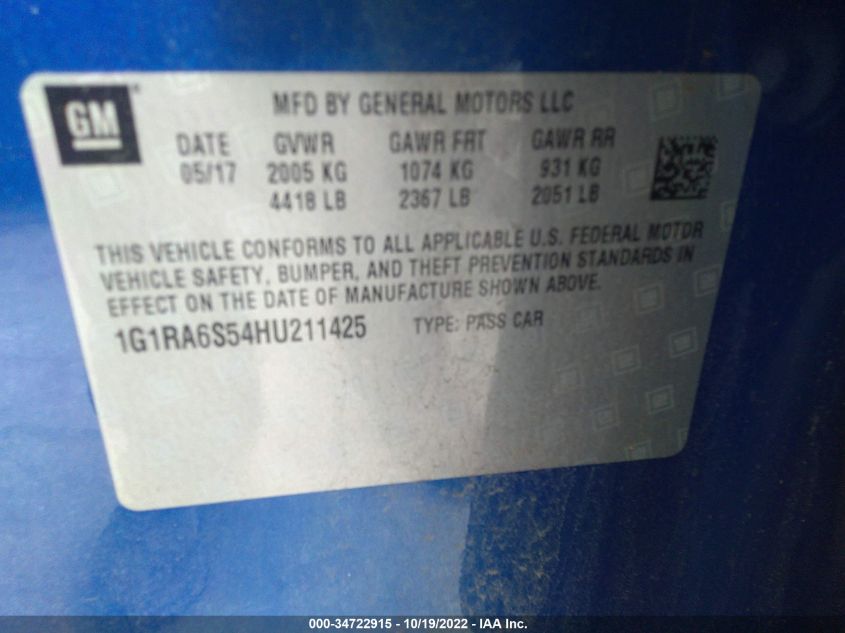 GM
MFD BY GENERAL MOTORS LLC
DATE GVWR GAWR FRT GAWR RR
05/17 2005 KG 1074 KG 931 KG
4418 LB 2367 LB 2051 LB
THIS VEHICLE CONFORMS TO ALL APPLICABLE U.S. FEDERAL MOTOR
VEHICLE SAFETY, BUMPER, AND THEFT PREVENTION STANDARDS IN
EFFECT ON THE DATE OF MANUFACTURE SHOWN ABOVE.
1G1RA6S54HU211425 TYPE: PASS CAR
000-34722915 - 10/19/2022 - IAA Inc.